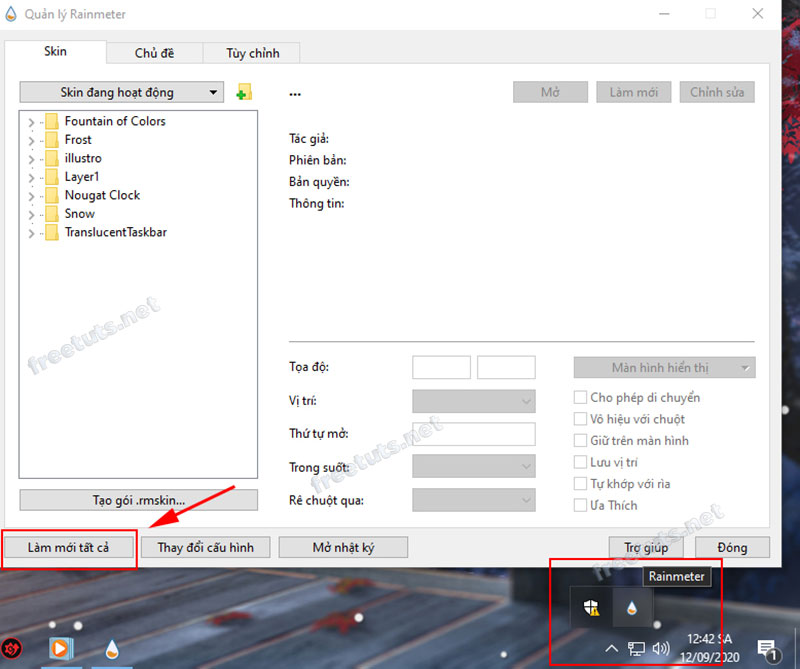 Quản lý Rainmeter
Skin
Chủ đề
Tùy chỉnh
Skin đang hoạt động
...
Mở
Làm mới
Chỉnh sửa
Fountain of Colors
Frost
illustro
Layer1
Nougat Clock
Snow
TranslucentTaskbar
Tác giả:
Phiên bản:
Bản quyền:
Thông tin:
freetuts.net
Tọa độ:
Màn hình hiển thị
Vị trí:
Cho phép di chuyển
Vô hiệu với chuột
Thứ tự mở:
Giữ trên màn hình
freetuts.net
Trong suốt:
Lưu vị trí
Tự khớp với rìa
Rê chuột qua:
Ưa Thích
Tạo gói .rmskin...
freetuts.net
Làm mới tất cả
Thay đổi cấu hình
Mở nhật ký
Trợ giúp
Đóng
Rainmeter
12:42 SA
12/09/2020
1